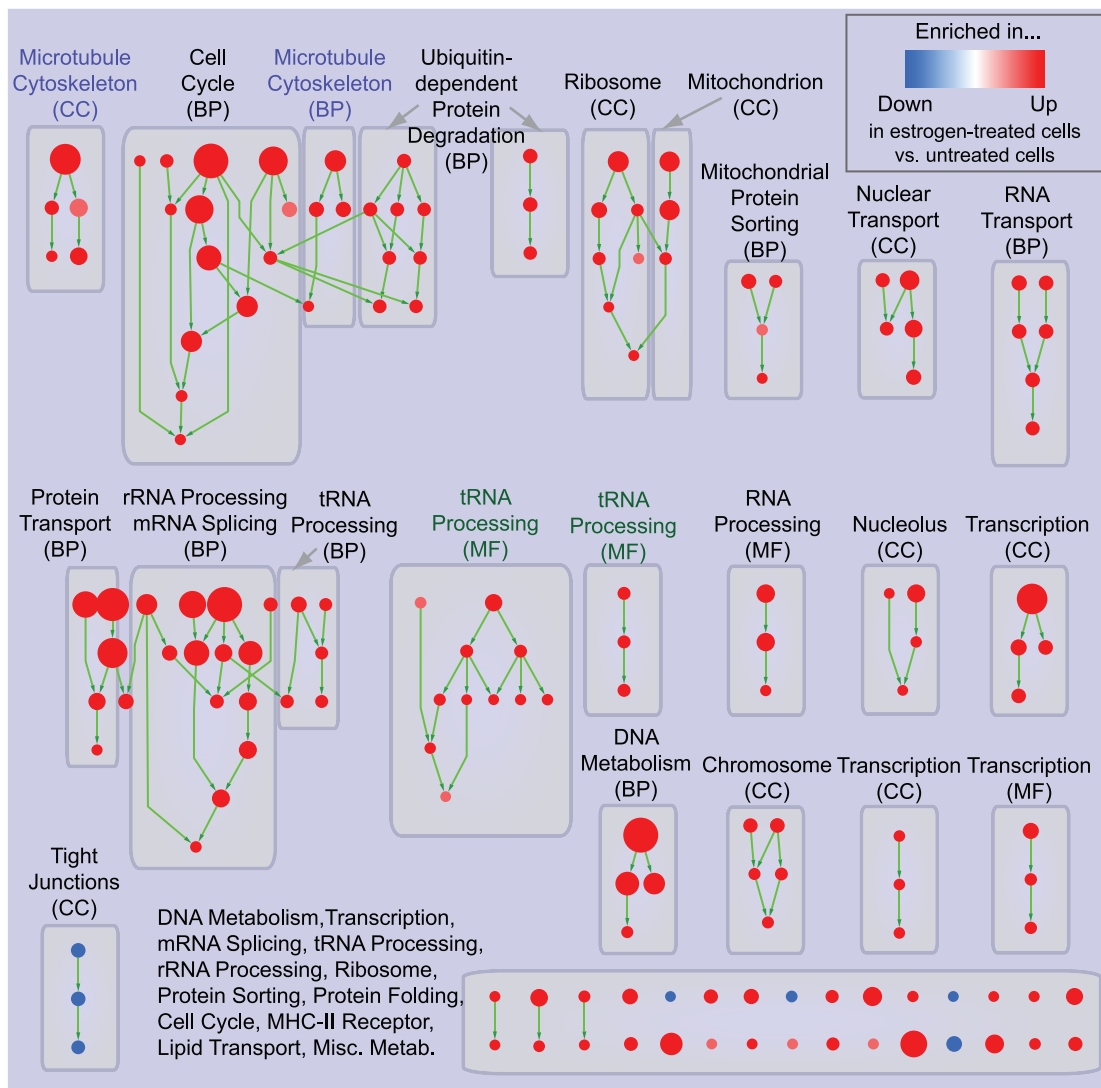 Microtubule
Cytoskeleton
(CC)
Cell
Cycle
(BP)
Microtubule
Cytoskeleton
(BP)
Ubiquitin-
dependent
Protein
Degradation
(BP)
Ribosome
(CC)
Mitochondrion
(CC)
Enriched in...
Down Up
in estrogen-treated cells
vs. untreated cells
Mitochondrial
Protein
Sorting
(BP)
Nuclear
Transport
(CC)
RNA
Transport
(BP)
Protein
Transport
(BP)
rRNA Processing
mRNA Splicing
(BP)
tRNA
Processing
(BP)
tRNA
Processing
(MF)
tRNA
Processing
(MF)
RNA
Processing
(MF)
Nucleolus
(CC)
Transcription
(CC)
DNA
Metabolism
(BP)
Chromosome
(CC)
Transcription
(CC)
Transcription
(MF)
Tight
Junctions
(CC)
DNA Metabolism,Transcription,
mRNA Splicing, tRNA Processing,
rRNA Processing, Ribosome,
Protein Sorting, Protein Folding,
Cell Cycle, MHC-II Receptor,
Lipid Transport, Misc. Metab.